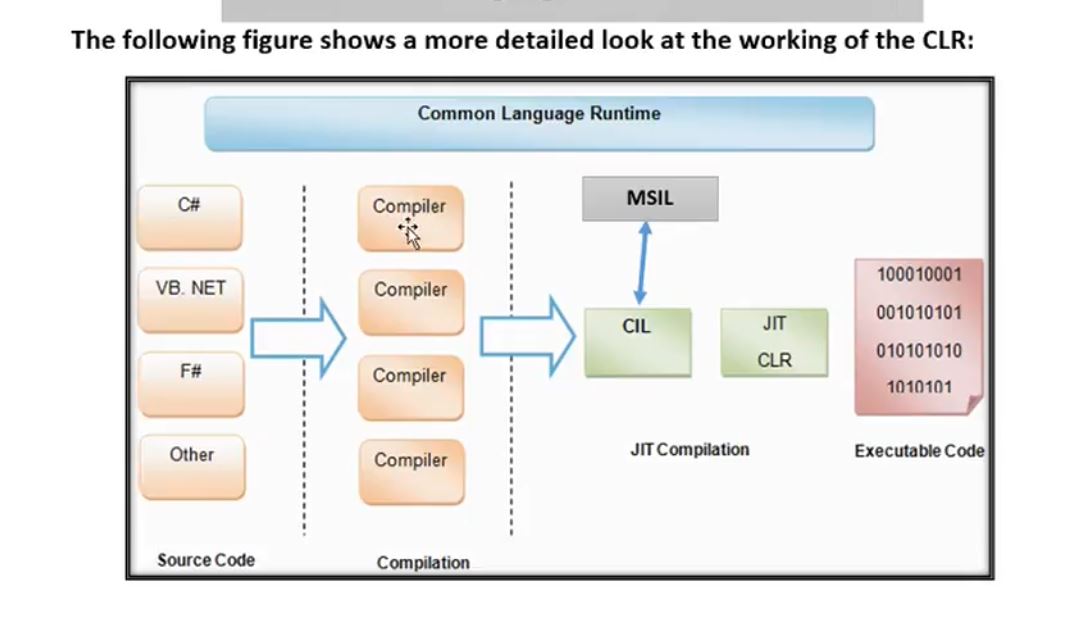 The following figure shows a more detailed look at the working of the CLR:
Common Language Runtime
C#
VB. NET
F#
Other
Source Code
Compiler
Compiler
Compiler
Compiler
Compilation
MSIL
CIL
JIT
CLR
JIT Compilation
100010001
001010101
010101010
1010101
Executable Code